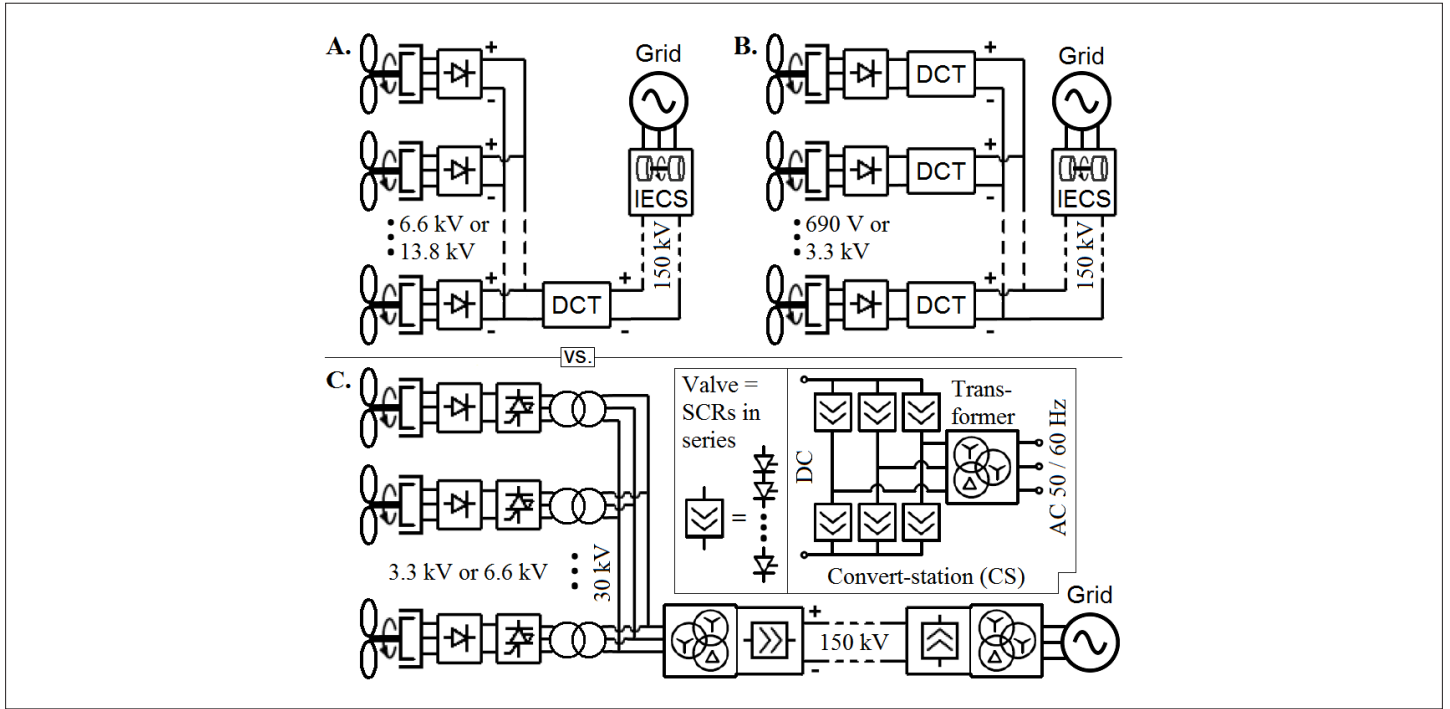 A.
+
-
+
-
6.6 kV or
13.8 kV
+
-
DCT
+
-
150 kV
Grid
IECS
B.
DCT
+
-
DCT
+
-
690 V or
3.3 kV
DCT
+
-
150 kV
Grid
IECS
vs.
C.
3.3 kV or 6.6 kV
30 kV
Valve =
SCRs in
series
=
DC
Trans-
former
AC 50 / 60 Hz
Convert-station (CS)
+
150 kV
-
Grid